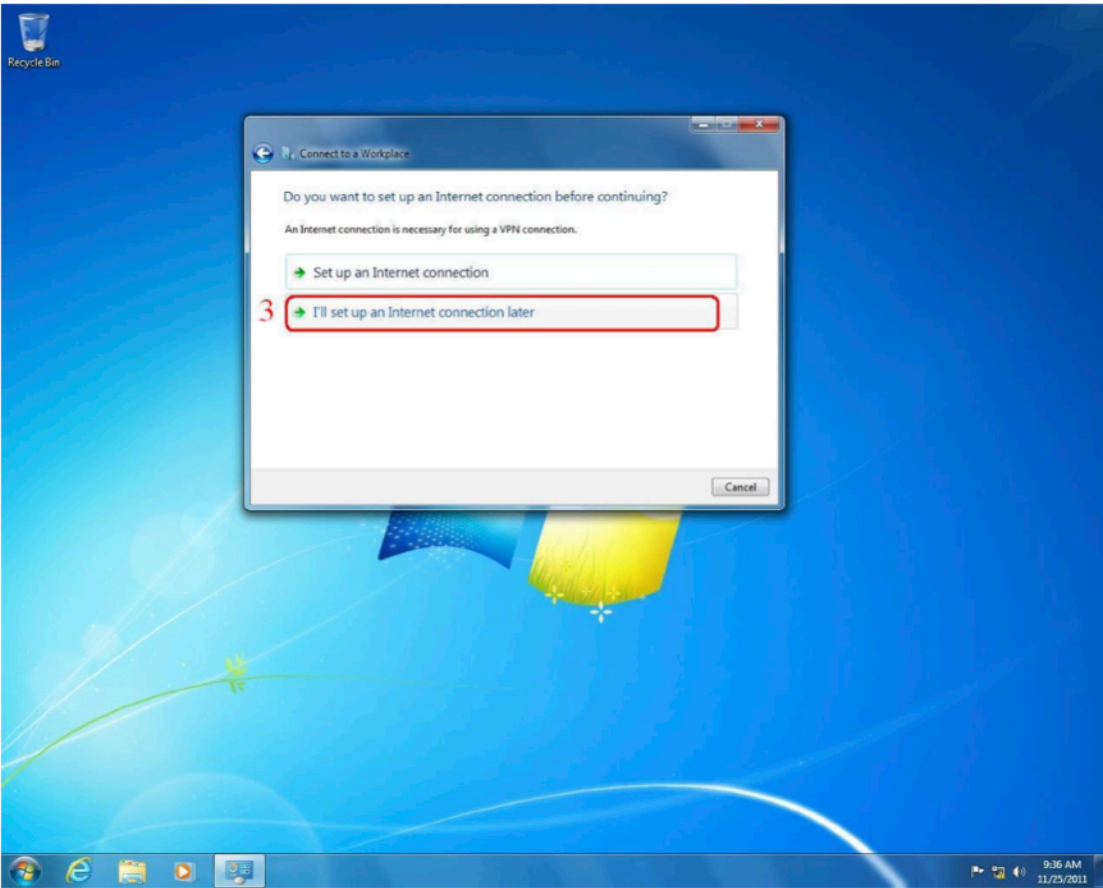 Recycle Bin
Connect to a Workplace
Do you want to set up an Internet connection before continuing?
An Internet connection is necessary for using a VPN connection.
Set up an Internet connection
3
I'll set up an Internet connection later
Cancel
9:36 AM
11/25/2011